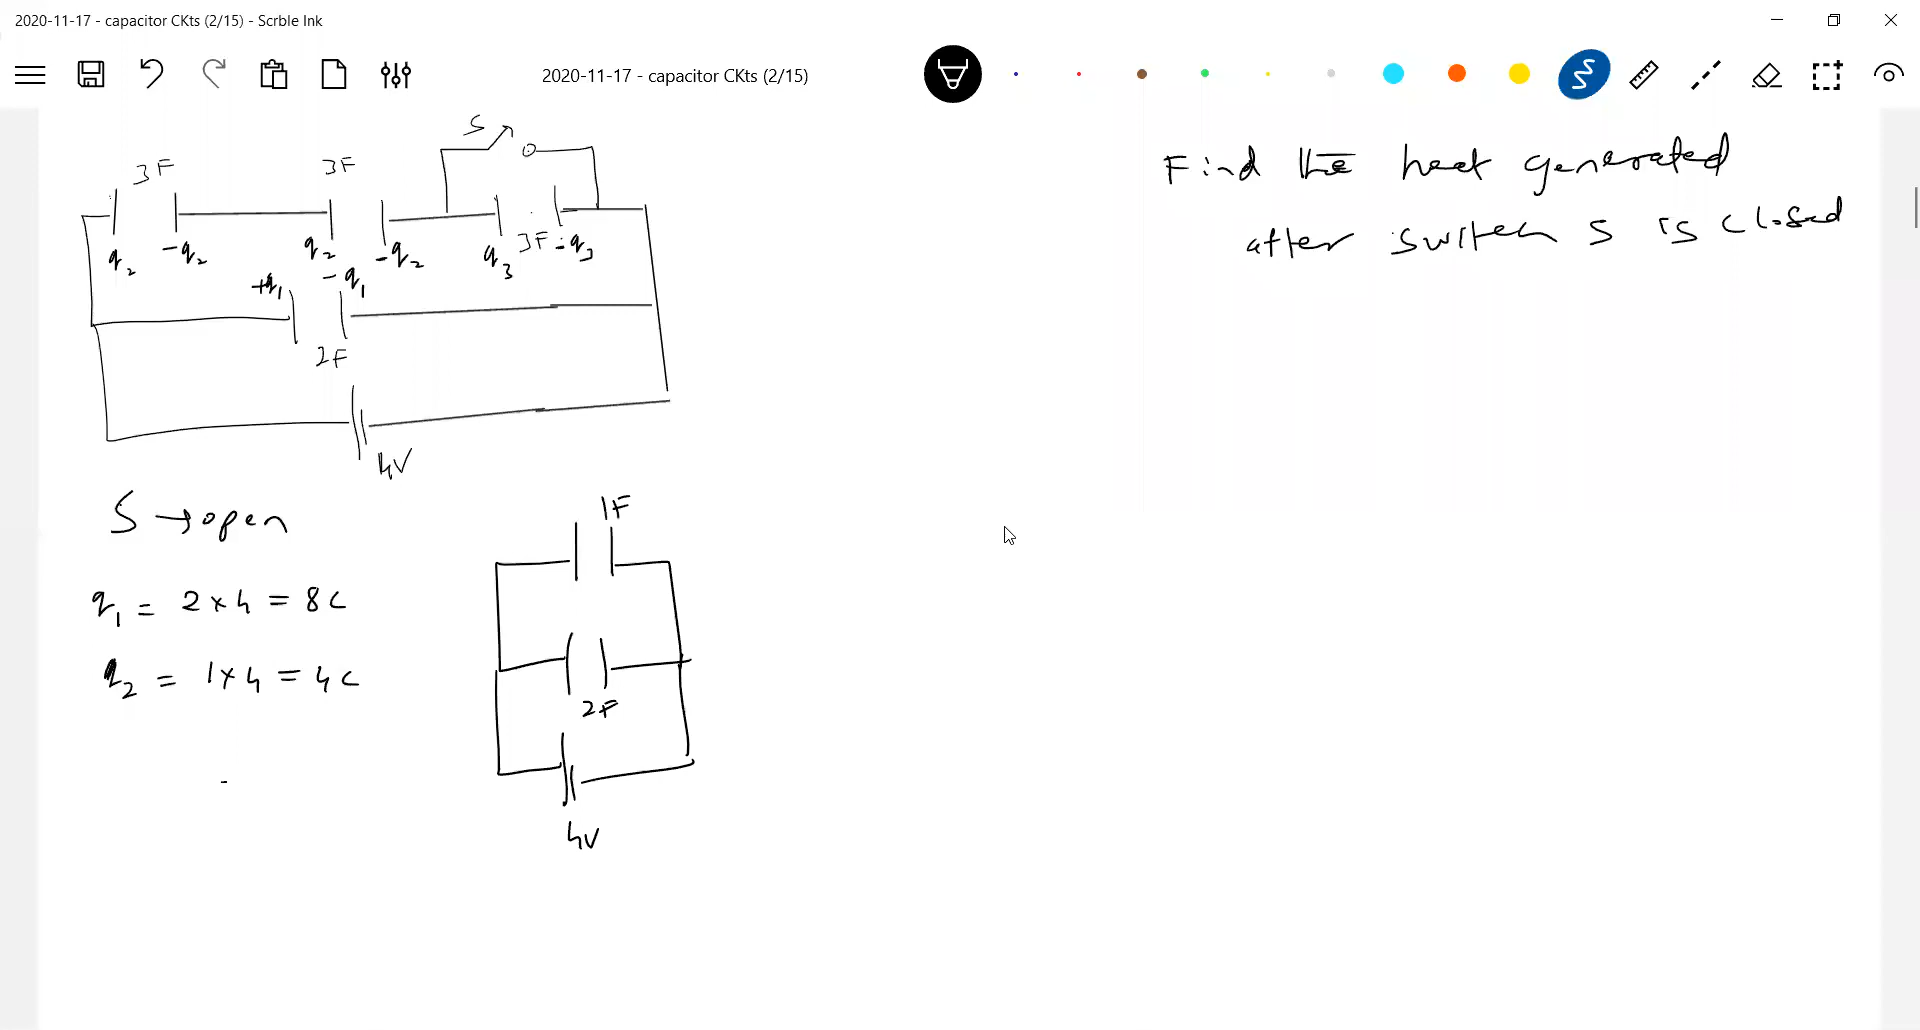 2020-11-17 - capacitor CKts (2/15) - Scrble Ink
2020-11-17 - capacitor CKts (2/15)
S
3F
3F
q2 -q2 q2 -q2 q3 3F -q3
+q1 -q1
2F
4V
Find the heat generated
after switch S is closed
S → open
q1 = 2 x 4 = 8 C
q2 = 1 x 4 = 4 C
1F
2F
4V